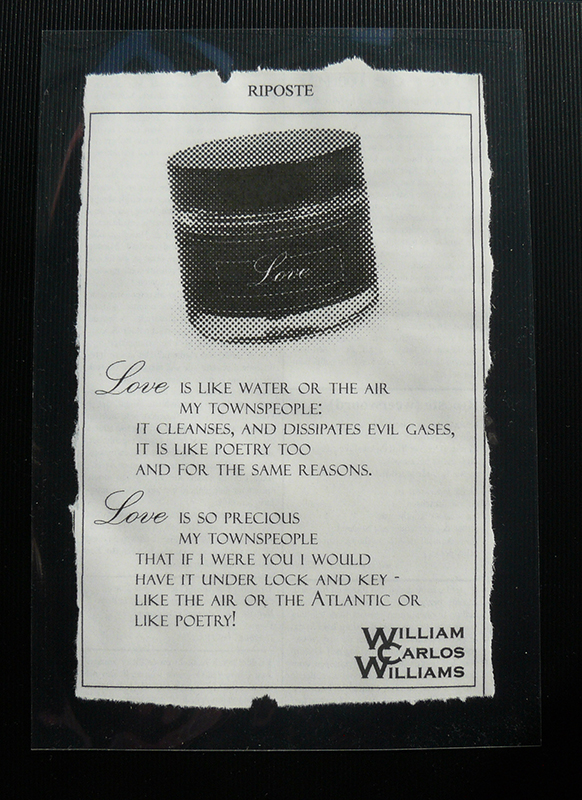 RIPOSTE
Love
Love IS LIKE WATER OR THE AIR
MY TOWNSPEOPLE:
IT CLEANSES, AND DISSIPATES EVIL GASES,
IT IS LIKE POETRY TOO
AND FOR THE SAME REASONS.
Love IS SO PRECIOUS
MY TOWNSPEOPLE
THAT IF I WERE YOU I WOULD
HAVE IT UNDER LOCK AND KEY -
LIKE THE AIR OR THE ATLANTIC OR
LIKE POETRY!
WILLIAM
CARLOS
WILLIAMS